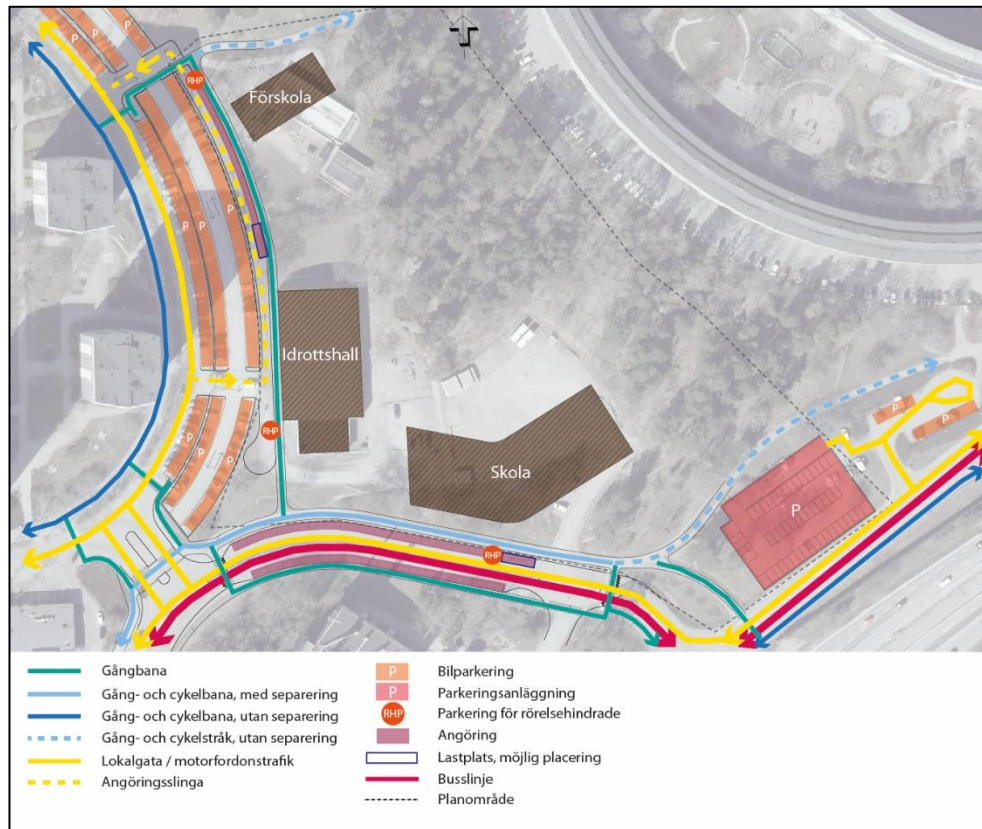 P
P
P
RHP
Förskola
P
P
P
P
P
P
Idrottshall
P
P
RHP
Skola
P
P
P
RHP
Gångbana
Gång- och cykelbana, med separering
Gång- och cykelbana, utan separering
Gång- och cykelstråk, utan separering
Lokalgata / motorfordonstrafik
Angöringsslinga
P Bilparkering
P Parkeringsanläggning
RHP Parkering för rörelsehindrade
Angöring
Lastplats, möjlig placering
Busslinje
Planområde